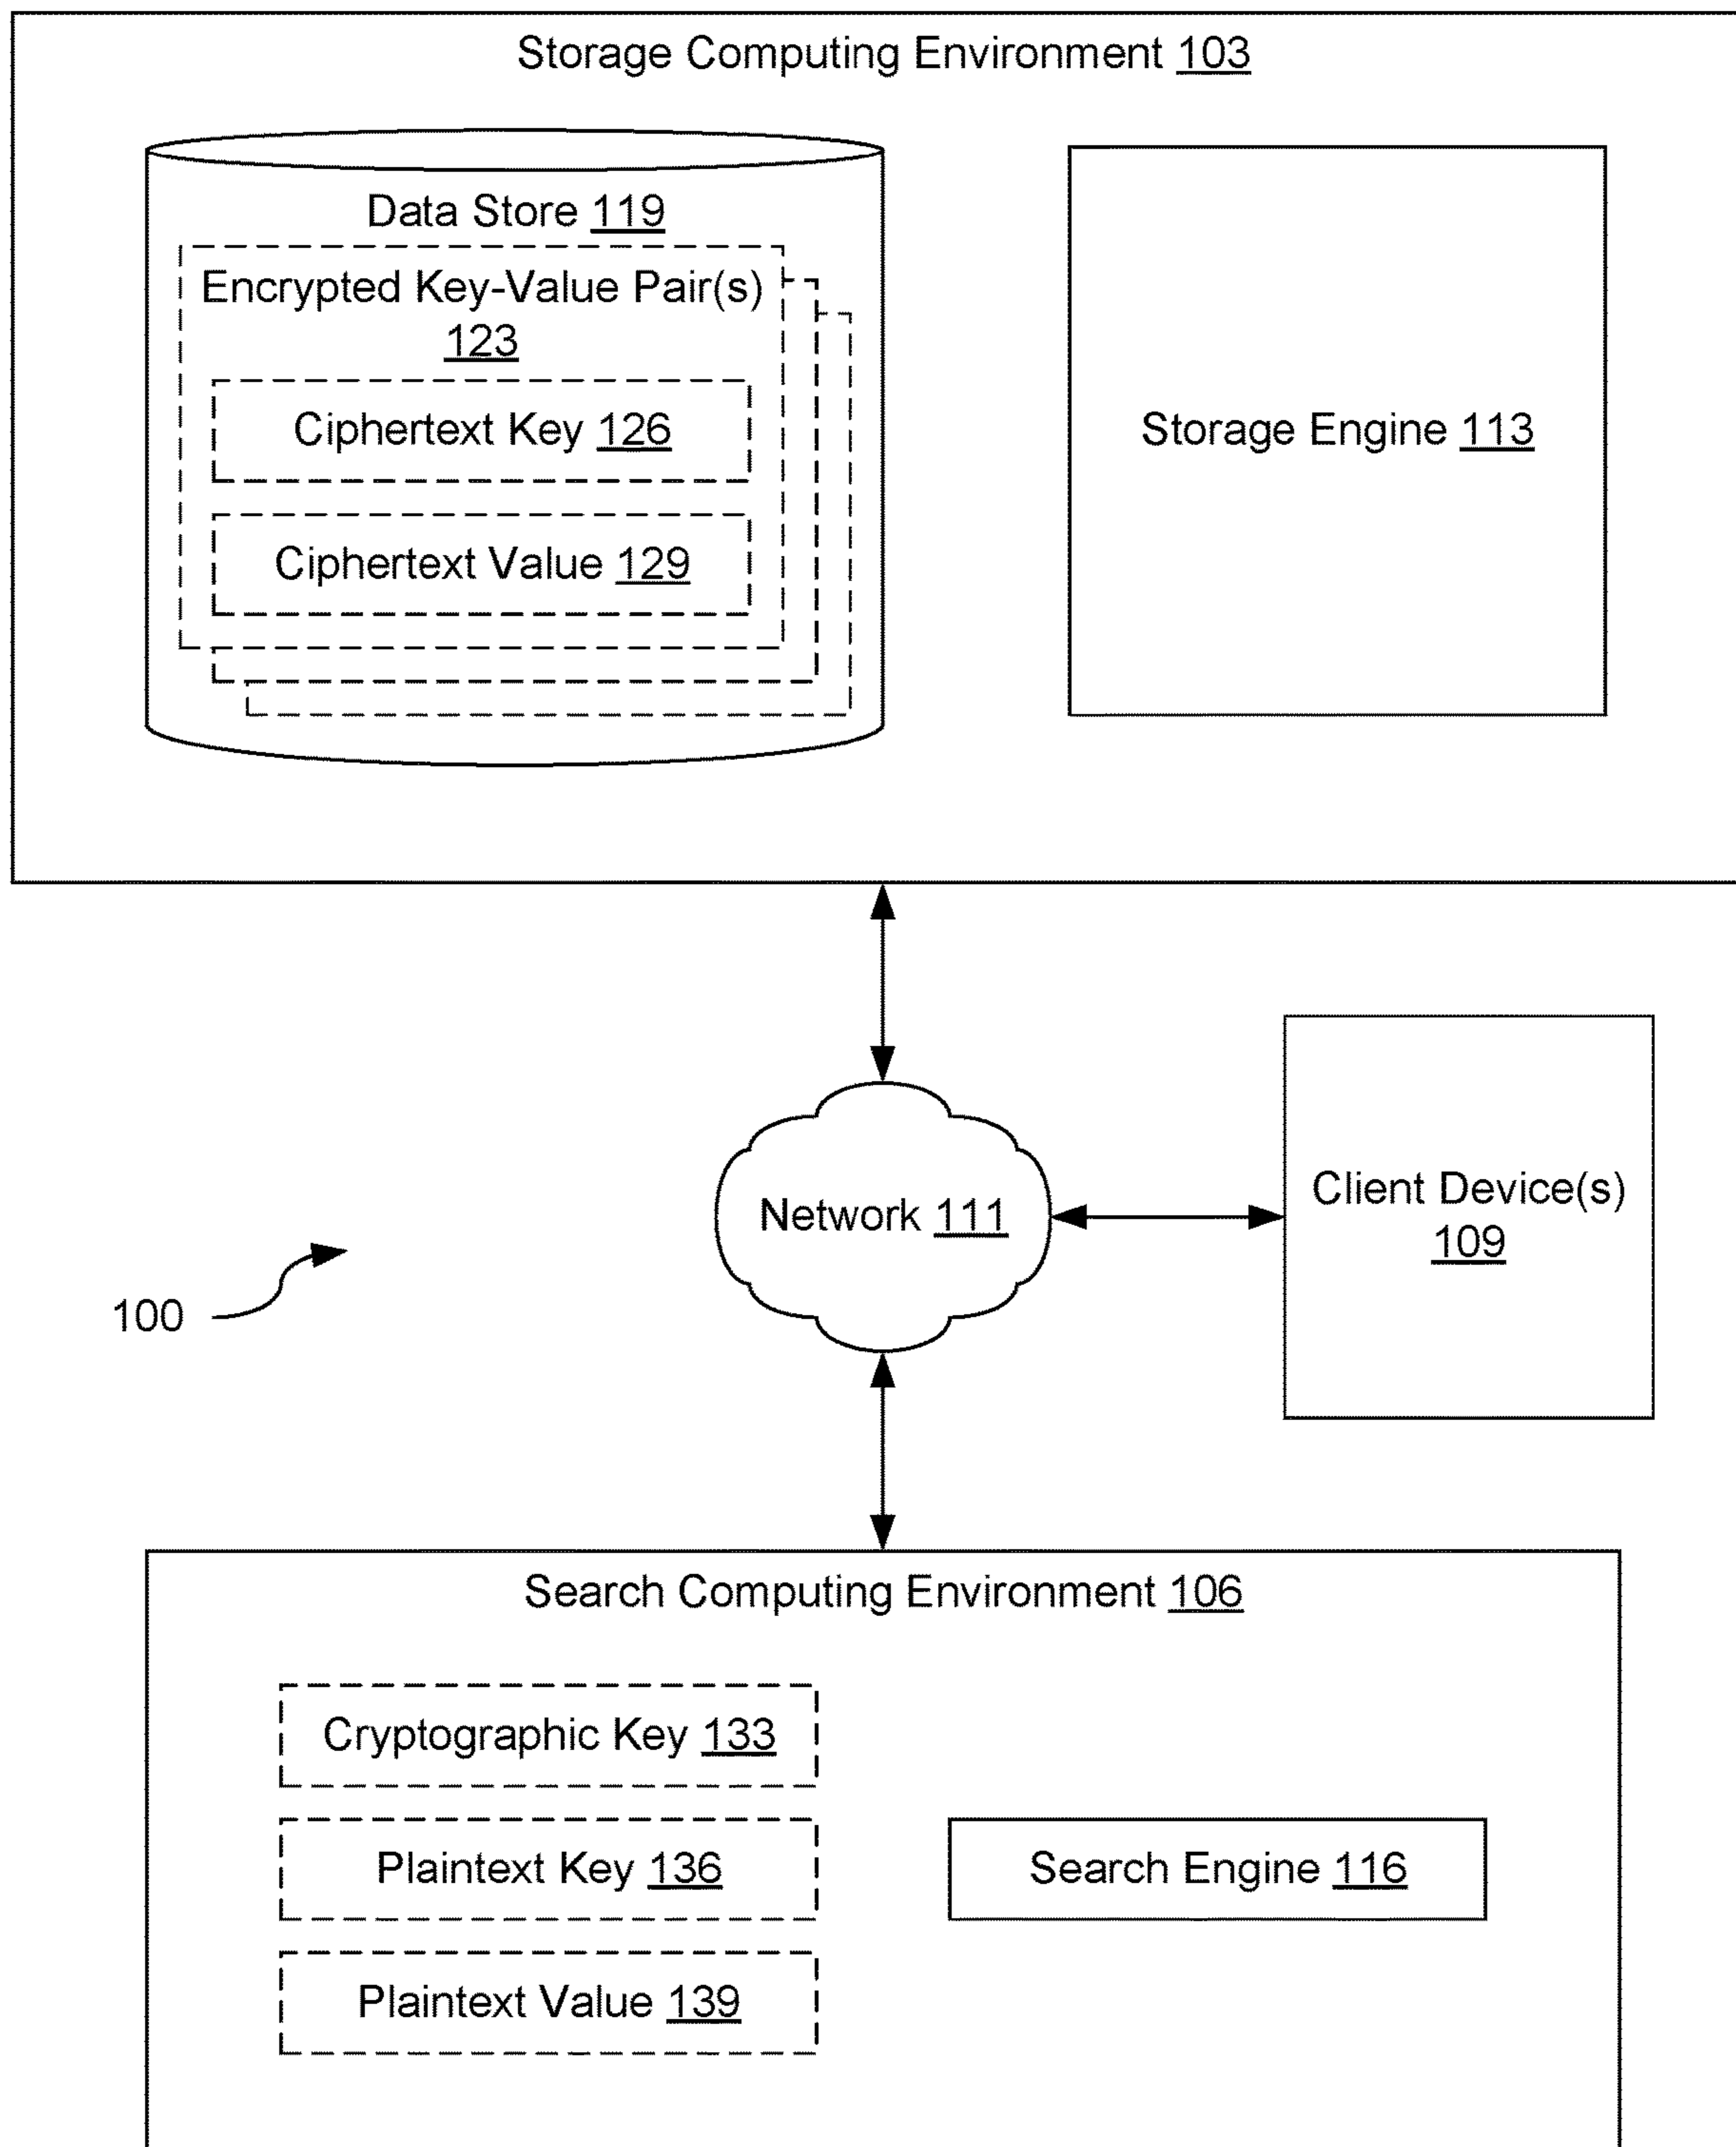 Storage Computing Environment 103
Data Store 119
Encrypted Key-Value Pair(s)
123
Ciphertext Key 126
Ciphertext Value 129
Storage Engine 113
Network 111
Client Device(s)
109
100
Search Computing Environment 106
Cryptographic Key 133
Plaintext Key 136
Plaintext Value 139
Search Engine 116